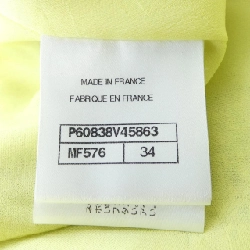 MADE IN FRANCE
FABRIQUE EN FRANCE
P60838V45863
MF576 34